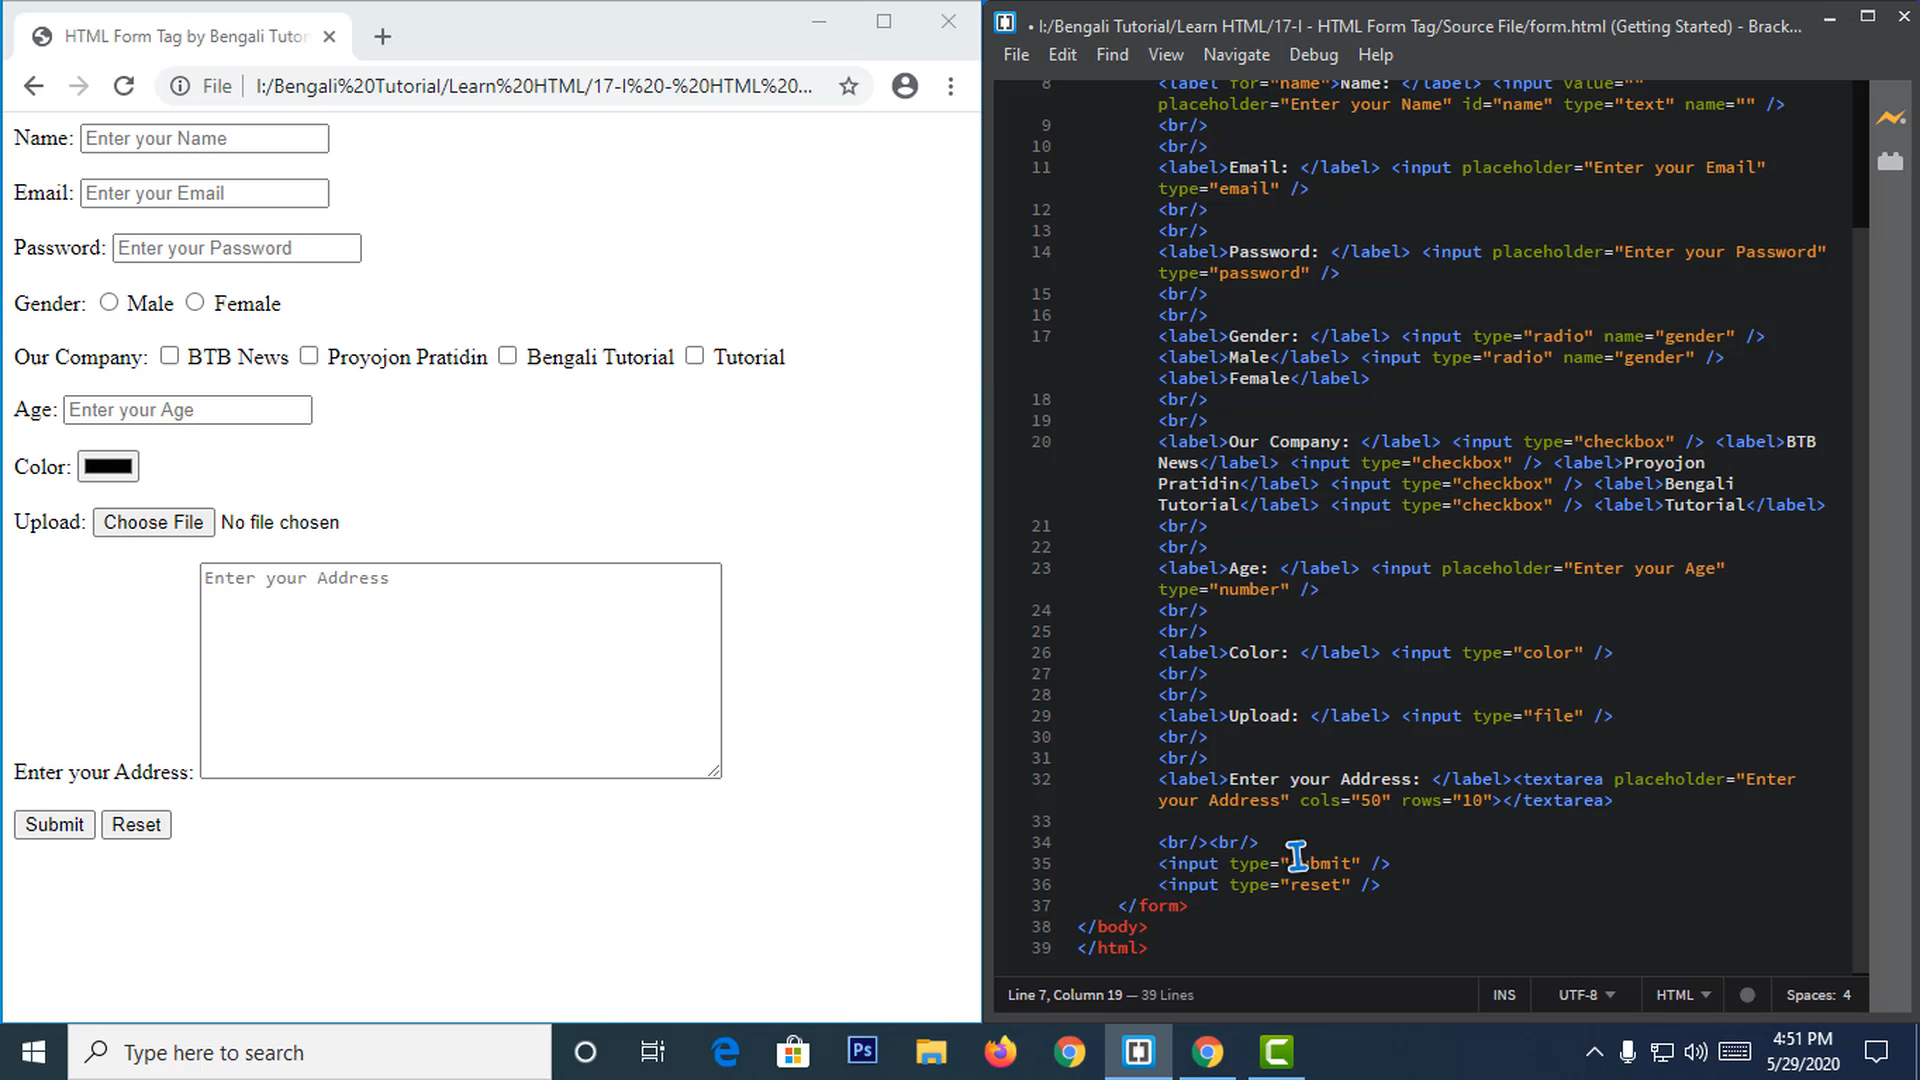 HTML Form Tag by Bengali Tutor
File
I:/Bengali%20Tutorial/Learn%20HTML/17-I%20-%20HTML%20...
Name: Enter your Name
Email: Enter your Email
Password: Enter your Password
Gender: Male Female
Our Company: BTB News Proyojon Pratidin Bengali Tutorial Tutorial
Age: Enter your Age
Color:
Upload: Choose File No file chosen
Enter your Address
Enter your Address:
Submit Reset
• I:/Bengali Tutorial/Learn HTML/17-I - HTML Form Tag/Source File/form.html (Getting Started) - Brack...
File Edit Find View Navigate Debug Help
8 <label for="name">Name: </label> <input value=""
placeholder="Enter your Name" id="name" type="text" name="" />
9 <br/>
10 <br/>
11 <label>Email: </label> <input placeholder="Enter your Email"
type="email" />
12 <br/>
13 <br/>
14 <label>Password: </label> <input placeholder="Enter your Password"
type="password" />
15 <br/>
16 <br/>
17 <label>Gender: </label> <input type="radio" name="gender" />
<label>Male</label> <input type="radio" name="gender" />
<label>Female</label>
18 <br/>
19 <br/>
20 <label>Our Company: </label> <input type="checkbox" /> <label>BTB
News</label> <input type="checkbox" /> <label>Proyojon
Pratidin</label> <input type="checkbox" /> <label>Bengali
Tutorial</label> <input type="checkbox" /> <label>Tutorial</label>
21 <br/>
22 <br/>
23 <label>Age: </label> <input placeholder="Enter your Age"
type="number" />
24 <br/>
25 <br/>
26 <label>Color: </label> <input type="color" />
27 <br/>
28 <br/>
29 <label>Upload: </label> <input type="file" />
30 <br/>
31 <br/>
32 <label>Enter your Address: </label><textarea placeholder="Enter
your Address" cols="50" rows="10"></textarea>
33
34 <br/><br/>
35 <input type="submit" />
36 <input type="reset" />
37 </form>
38 </body>
39 </html>
Line 7, Column 19 — 39 Lines
INS UTF-8 HTML Spaces: 4
Type here to search
Ps
4:51 PM
5/29/2020